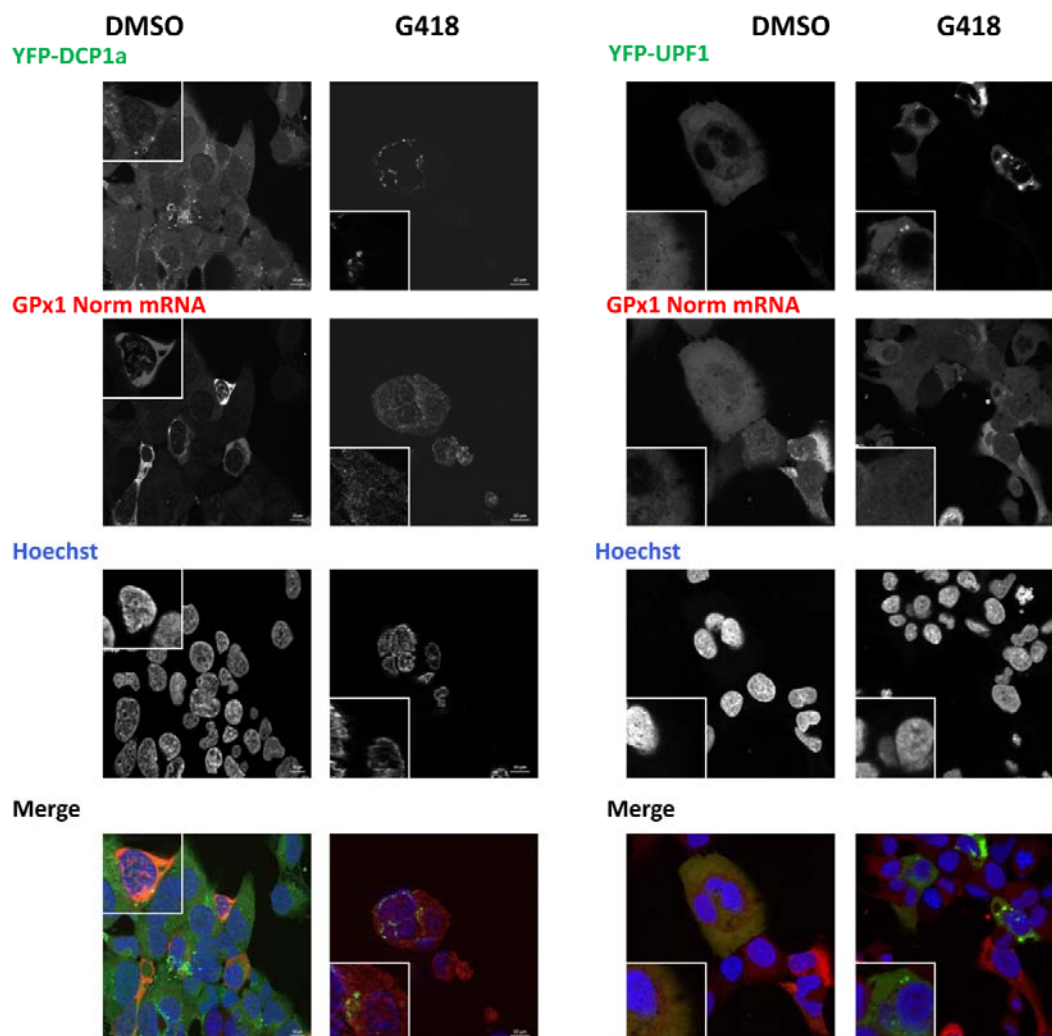 DMSO G418 DMSO G418
YFP-DCP1a YFP-UPF1
GPx1 Norm mRNA GPx1 Norm mRNA
Hoechst Hoechst
Merge Merge